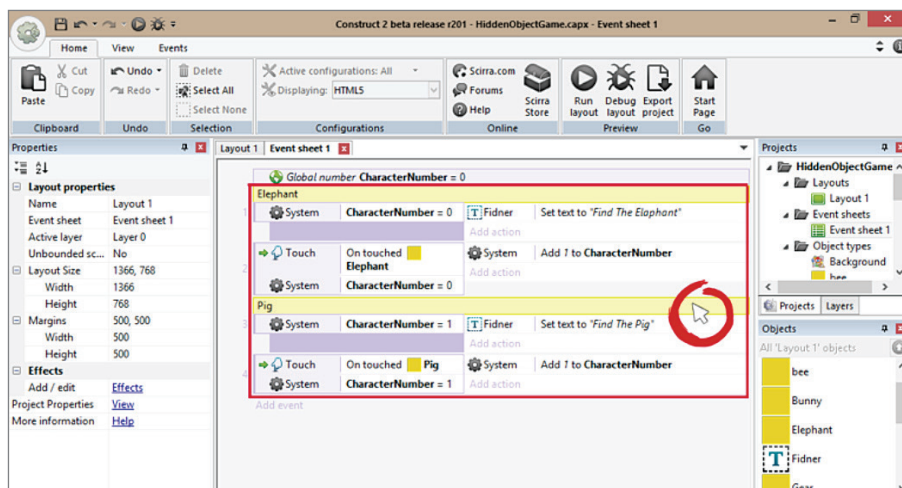 Construct 2 beta release r201 - HiddenObjectGame.capx - Event sheet 1
Home View Events
Paste
Cut
Copy
Clipboard
Undo
Redo
Undo
Delete
Select All
Select None
Selection
Active configurations: All
Displaying: HTML5
Configurations
Scirra.com
Forums
Help
Scirra Store
Online
Run layout
Debug layout
Export project
Preview
Start Page
Go
Properties
Layout properties
Name Layout 1
Event sheet Event sheet 1
Active layer Layer 0
Unbounded sc... No
Layout Size 1366, 768
Width 1366
Height 768
Margins 500, 500
Width 500
Height 500
Effects
Add / edit Effects
Project Properties View
More information Help
Layout 1 Event sheet 1
Global number CharacterNumber = 0
Elephant
1 System CharacterNumber = 0 T Fidner Set text to "Find The Elaphant"
Add action
2 Touch On touched Elephant System Add 1 to CharacterNumber
Add action
System CharacterNumber = 0
Pig
3 System CharacterNumber = 1 T Fidner Set text to "Find The Pig"
Add action
4 Touch On touched Pig System Add 1 to CharacterNumber
System CharacterNumber = 1 Add action
Add event
Projects
HiddenObjectGame
Layouts
Layout 1
Event sheets
Event sheet 1
Object types
Background
bee
Projects Layers
Objects
All 'Layout 1' objects
bee
Bunny
Elephant
T Fidner
Gear